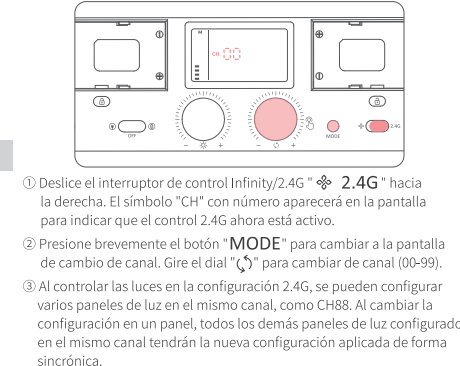 M
CH 00
OFF
MODE
2.4G
- +
- +
① Deslice el interruptor de control Infinity/2.4G " 2.4G " hacia
la derecha. El símbolo "CH" con número aparecerá en la pantalla
para indicar que el control 2.4G ahora está activo.
② Presione brevemente el botón "MODE" para cambiar a la pantalla
de cambio de canal. Gire el dial " " para cambiar de canal (00-99).
③ Al controlar las luces en la configuración 2.4G, se pueden configurar
varios paneles de luz en el mismo canal, como CH88. Al cambiar la
configuración en un panel, todos los demás paneles de luz configurado
en el mismo canal tendrán la nueva configuración aplicada de forma
sincrónica.